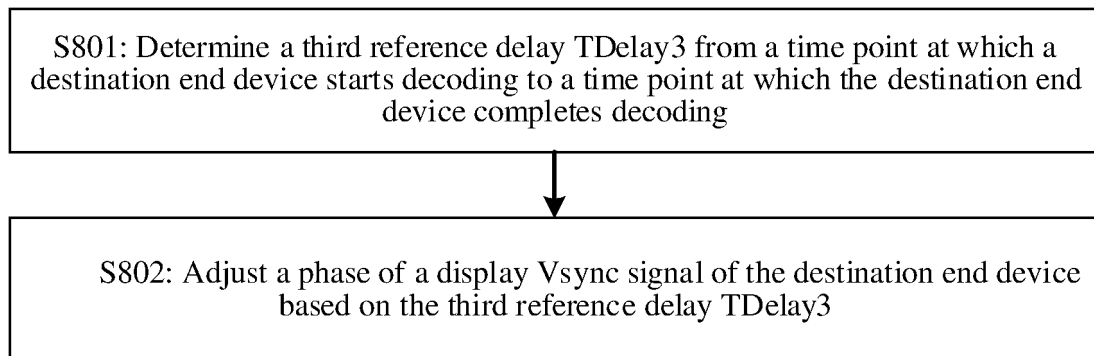 S801: Determine a third reference delay TDelay3 from a time point at which a
destination end device starts decoding to a time point at which the destination end
device completes decoding
S802: Adjust a phase of a display Vsync signal of the destination end device
based on the third reference delay TDelay3